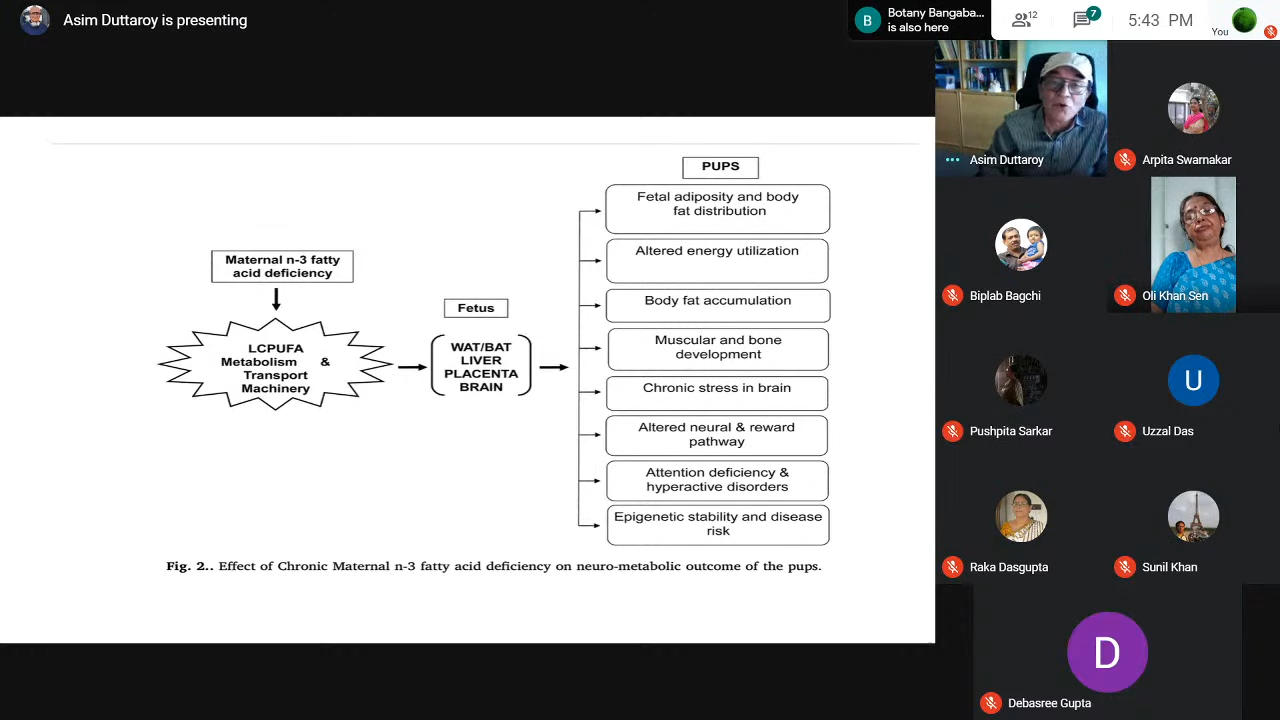 Asim Duttaroy is presenting
B
Botany Bangaba...
is also here
12
7
5:43 PM
You
PUPS
Fetal adiposity and body
fat distribution
Altered energy utilization
Body fat accumulation
Muscular and bone
development
Chronic stress in brain
Altered neural & reward
pathway
Attention deficiency &
hyperactive disorders
Epigenetic stability and disease
risk
Maternal n-3 fatty
acid deficiency
LCPUFA
Metabolism &
Transport
Machinery
Fetus
WAT/BAT
LIVER
PLACENTA
BRAIN
Fig. 2.. Effect of Chronic Maternal n-3 fatty acid deficiency on neuro-metabolic outcome of the pups.
Asim Duttaroy
Arpita Swarnakar
Biplab Bagchi
Oli Khan Sen
Pushpita Sarkar
U
Uzzal Das
Raka Dasgupta
Sunil Khan
D
Debasree Gupta